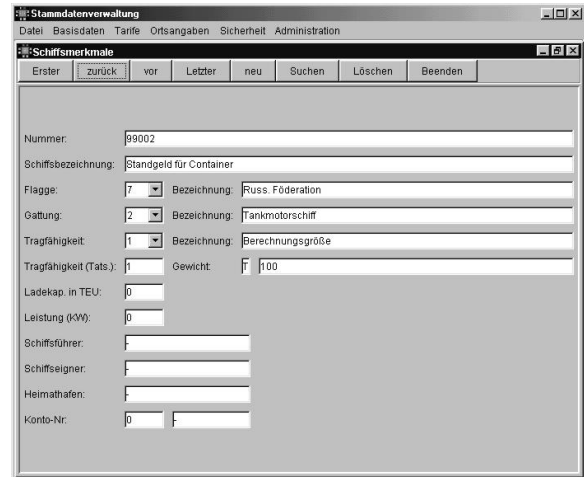 Stammdatenverwaltung
Datei Basisdaten Tarife Ortsangaben Sicherheit Administration
Schiffsmerkmale
Erster zurück vor Letzter neu Suchen Löschen Beenden
Nummer: 99002
Schiffsbezeichnung: Standgeld für Container
Flagge: 7 Bezeichnung: Russ. Föderation
Gattung: 2 Bezeichnung: Tankmotorschiff
Tragfähigkeit: 1 Bezeichnung: Berechnungsgröße
Tragfähigkeit (Tats.): 1 Gewicht: T 100
Ladekap. in TEU: 0
Leistung (KW): 0
Schiffsführer: -
Schiffseigner: -
Heimathafen: -
Konto-Nr: 0 -